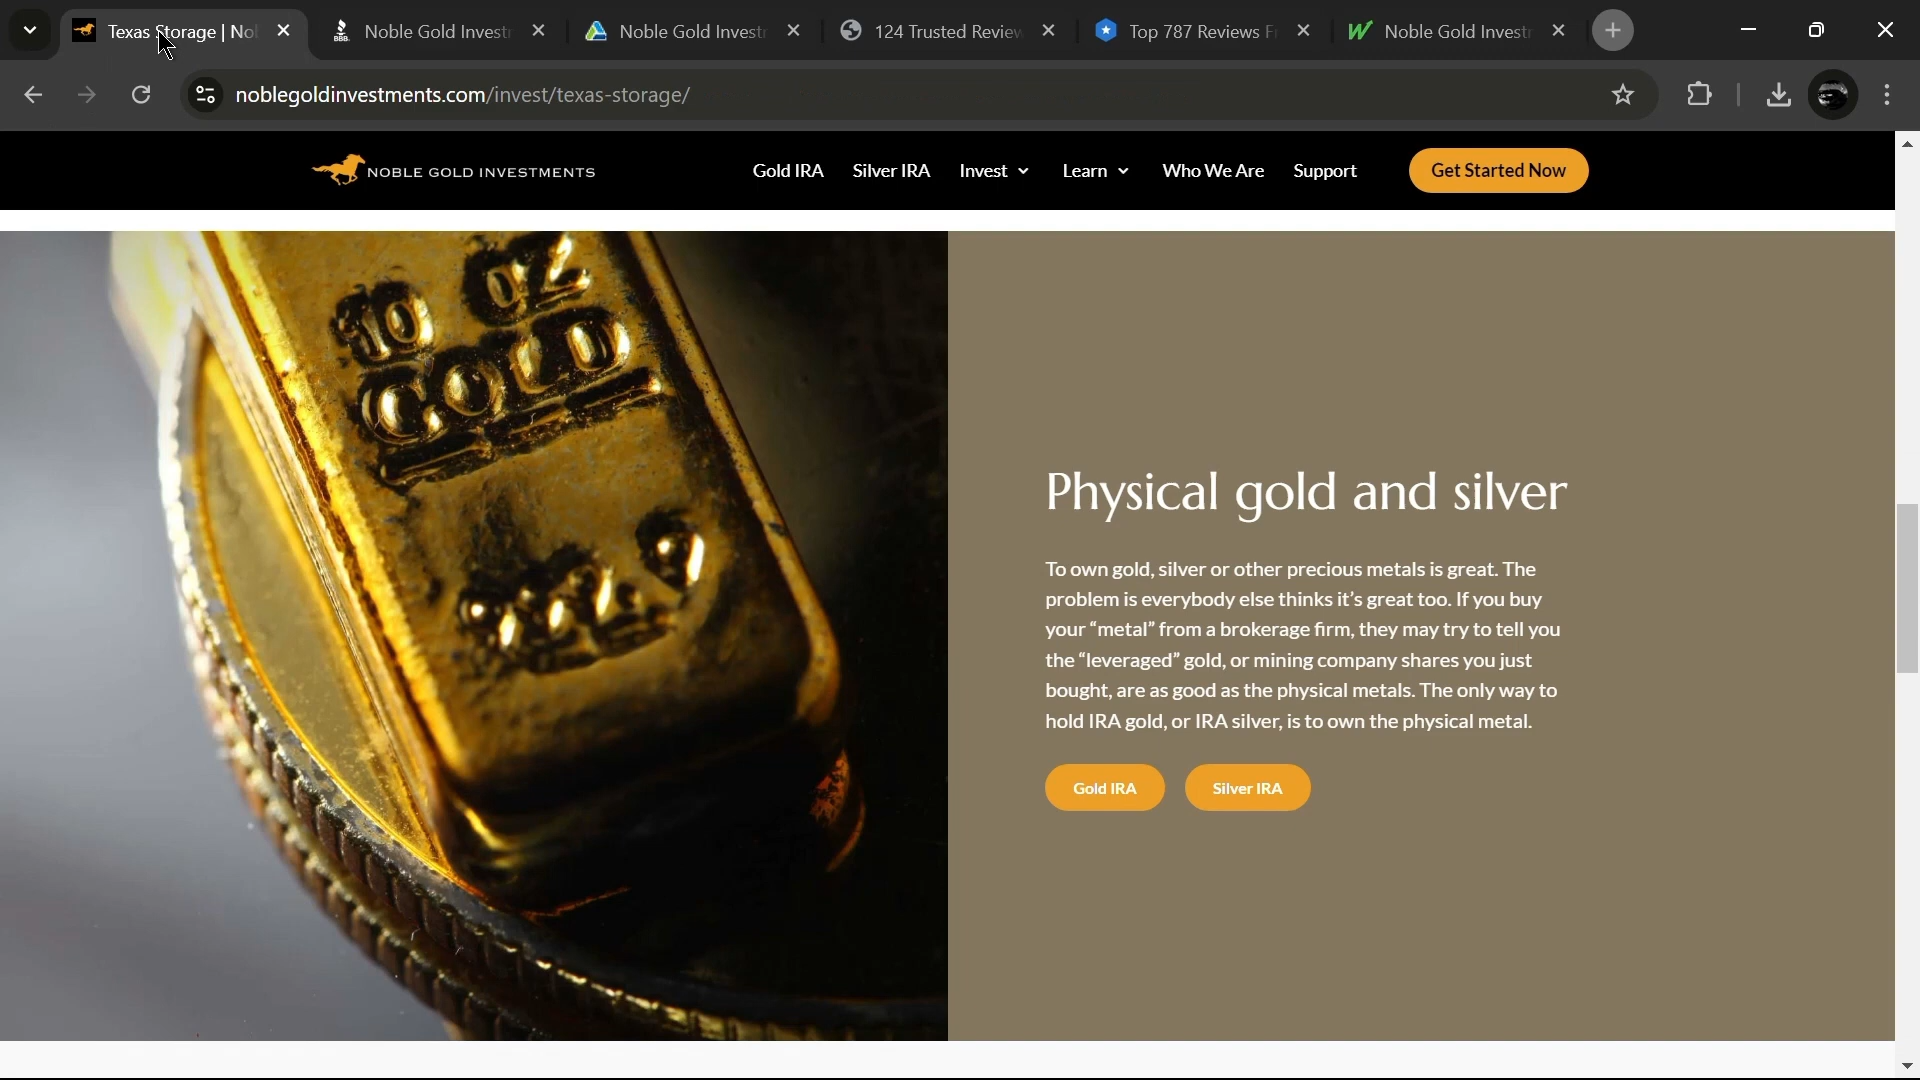 Texas Storage | Nol
Noble Gold Invest
Noble Gold Invest
124 Trusted Review
Top 787 Reviews F
Noble Gold Invest
noblegoldinvestments.com/invest/texas-storage/
NOBLE GOLD INVESTMENTS
Gold IRA
Silver IRA
Invest
Learn
Who We Are
Support
Get Started Now
10 OZ
GOLD
Physical gold and silver
To own gold, silver or other precious metals is great. The
problem is everybody else thinks it’s great too. If you buy
your “metal” from a brokerage firm, they may try to tell you
the “leveraged” gold, or mining company shares you just
bought, are as good as the physical metals. The only way to
hold IRA gold, or IRA silver, is to own the physical metal.
Gold IRA
Silver IRA